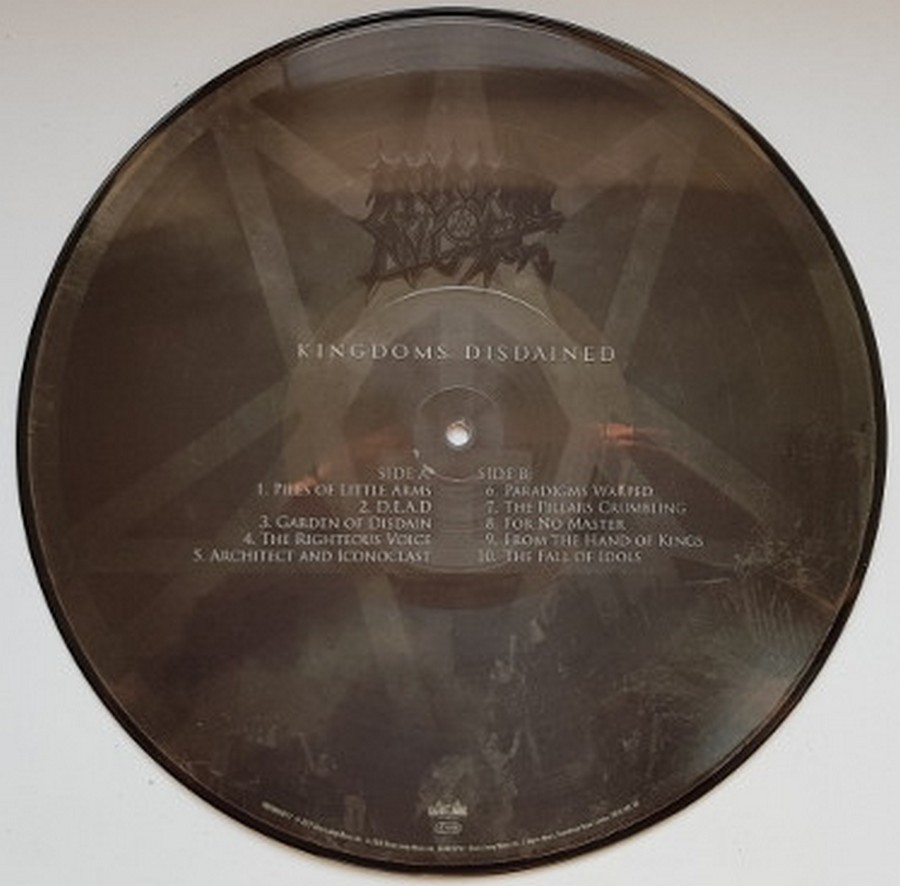 MORBID
ANGEL
KINGDOMS DISDAINED
SIDE A
1. PILES OF LITTLE ARMS
2. D.E.A.D
3. GARDEN OF DISDAIN
4. THE RIGHTEOUS VOICE
5. ARCHITECT AND ICONOCLAST
SIDE B
6. PARADIGMS WARPED
7. THE PILLARS CRUMBLING
8. FOR NO MASTER
9. FROM THE HAND OF KINGS
10. THE FALL OF IDOLS